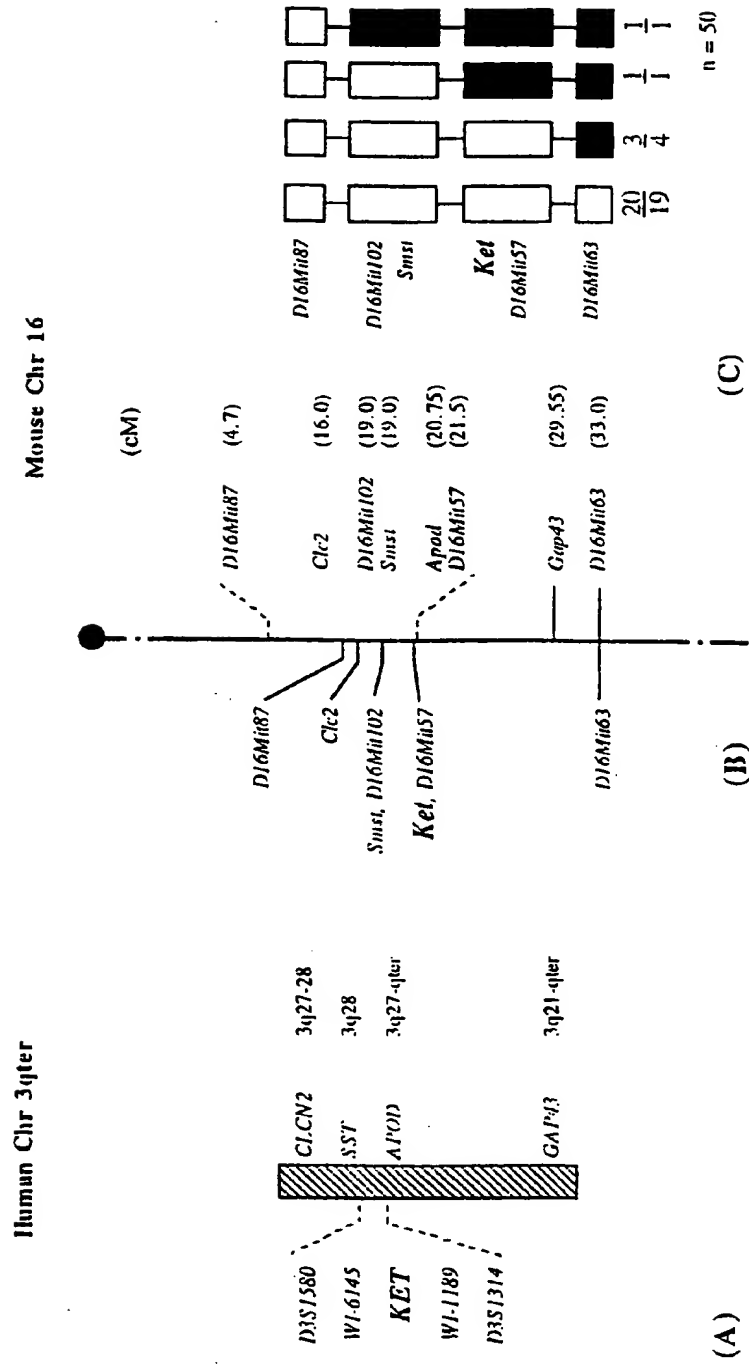 Human Chr 3qter
D3S1580
WI-6145
KET
WI-1189
D3S1314
CLCN2 3q27-28
SST 3q28
APOD 3q27-qter
GAP43 3q21-qter
(A)
Mouse Chr 16
(cM)
D16Mit87
Clc2
Smst, D16Mit102
Ket, D16Mit57
D16Mit63
D16Mit87 (4.7)
Clc2 (16.0)
D16Mit102 (19.0)
Smst (19.0)
Apod (20.75)
D16Mit57 (21.5)
Gap43 (29.55)
D16Mit63 (33.0)
(B)
D16Mit87
D16Mit102
Smst
Ket
D16Mit57
D16Mit63
20 3 1 1
19 4 1 1
n = 50
(C)